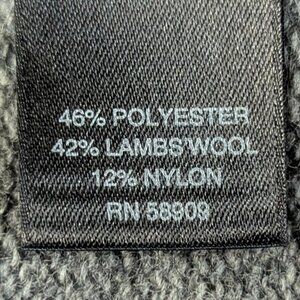 46% POLYESTER
42% LAMBS'WOOL
12% NYLON
RN 58909